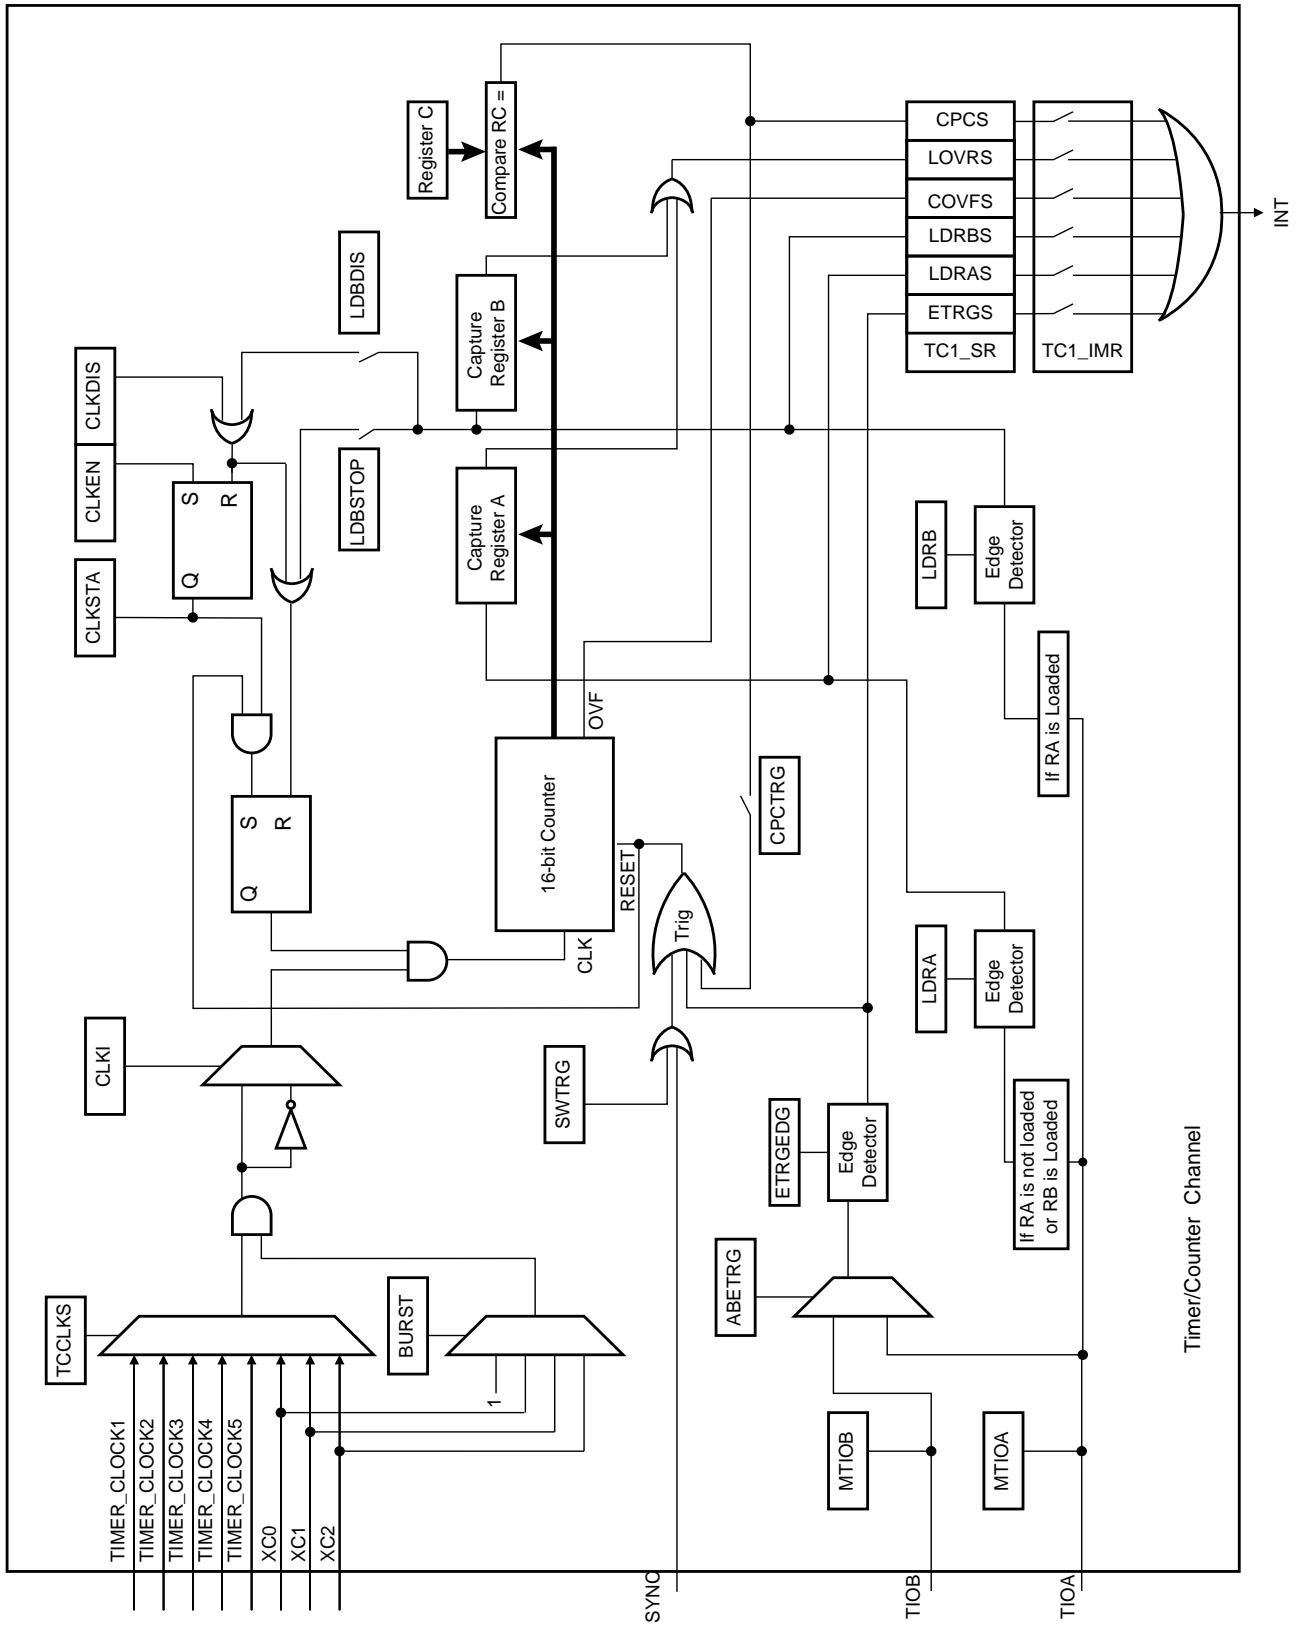 TCCLKS
TIMER_CLOCK1
TIMER_CLOCK2
TIMER_CLOCK3
TIMER_CLOCK4
TIMER_CLOCK5
XC0
XC1
XC2
CLKI
CLKSTA
CLKEN
CLKDIS
Q
S
R
Q
S
R
BURST
1
LDBSTOP
LDBDIS
Register C
Capture
Register A
Capture
Register B
Compare RC =
16-bit Counter
CLK
OVF
RESET
SWTRG
SYNC
Trig
ABETRG
ETRGEDG
Edge
Detector
CPCTRG
MTIOB
TIOB
MTIOA
TIOA
LDRA
Edge
Detector
If RA is not loaded
or RB is Loaded
LDRB
Edge
Detector
If RA is Loaded
CPCS
LOVRS
COVFS
LDRBS
LDRAS
ETRGS
TC1_SR
TC1_IMR
INT
Timer/Counter Channel